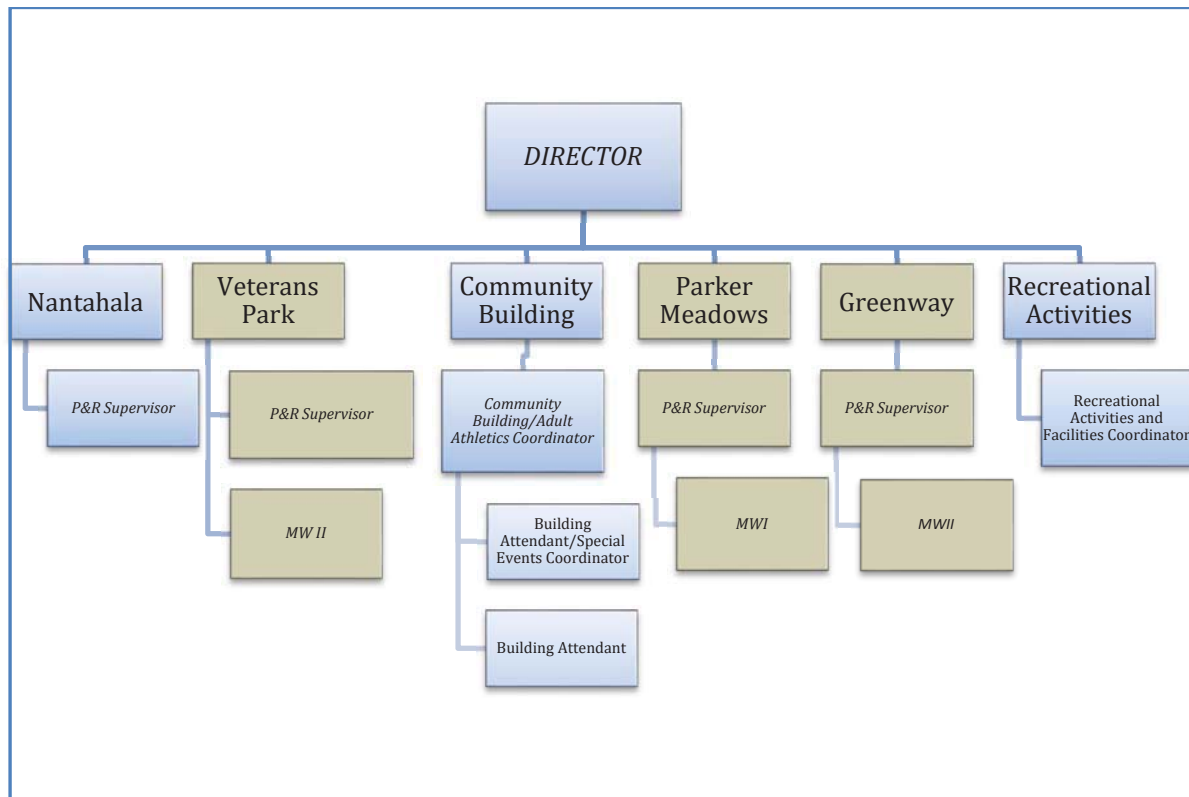 DIRECTOR
Nantahala
Veterans
Park
Community
Building
Parker
Meadows
Greenway
Recreational
Activities
P&R Supervisor
P&R Supervisor
Community
Building/Adult
Athletics Coordinator
P&R Supervisor
P&R Supervisor
Recreational
Activities and
Facilities Coordinator
MW II
Building
Attendant/Special
Events Coordinator
MWI
MWII
Building Attendant